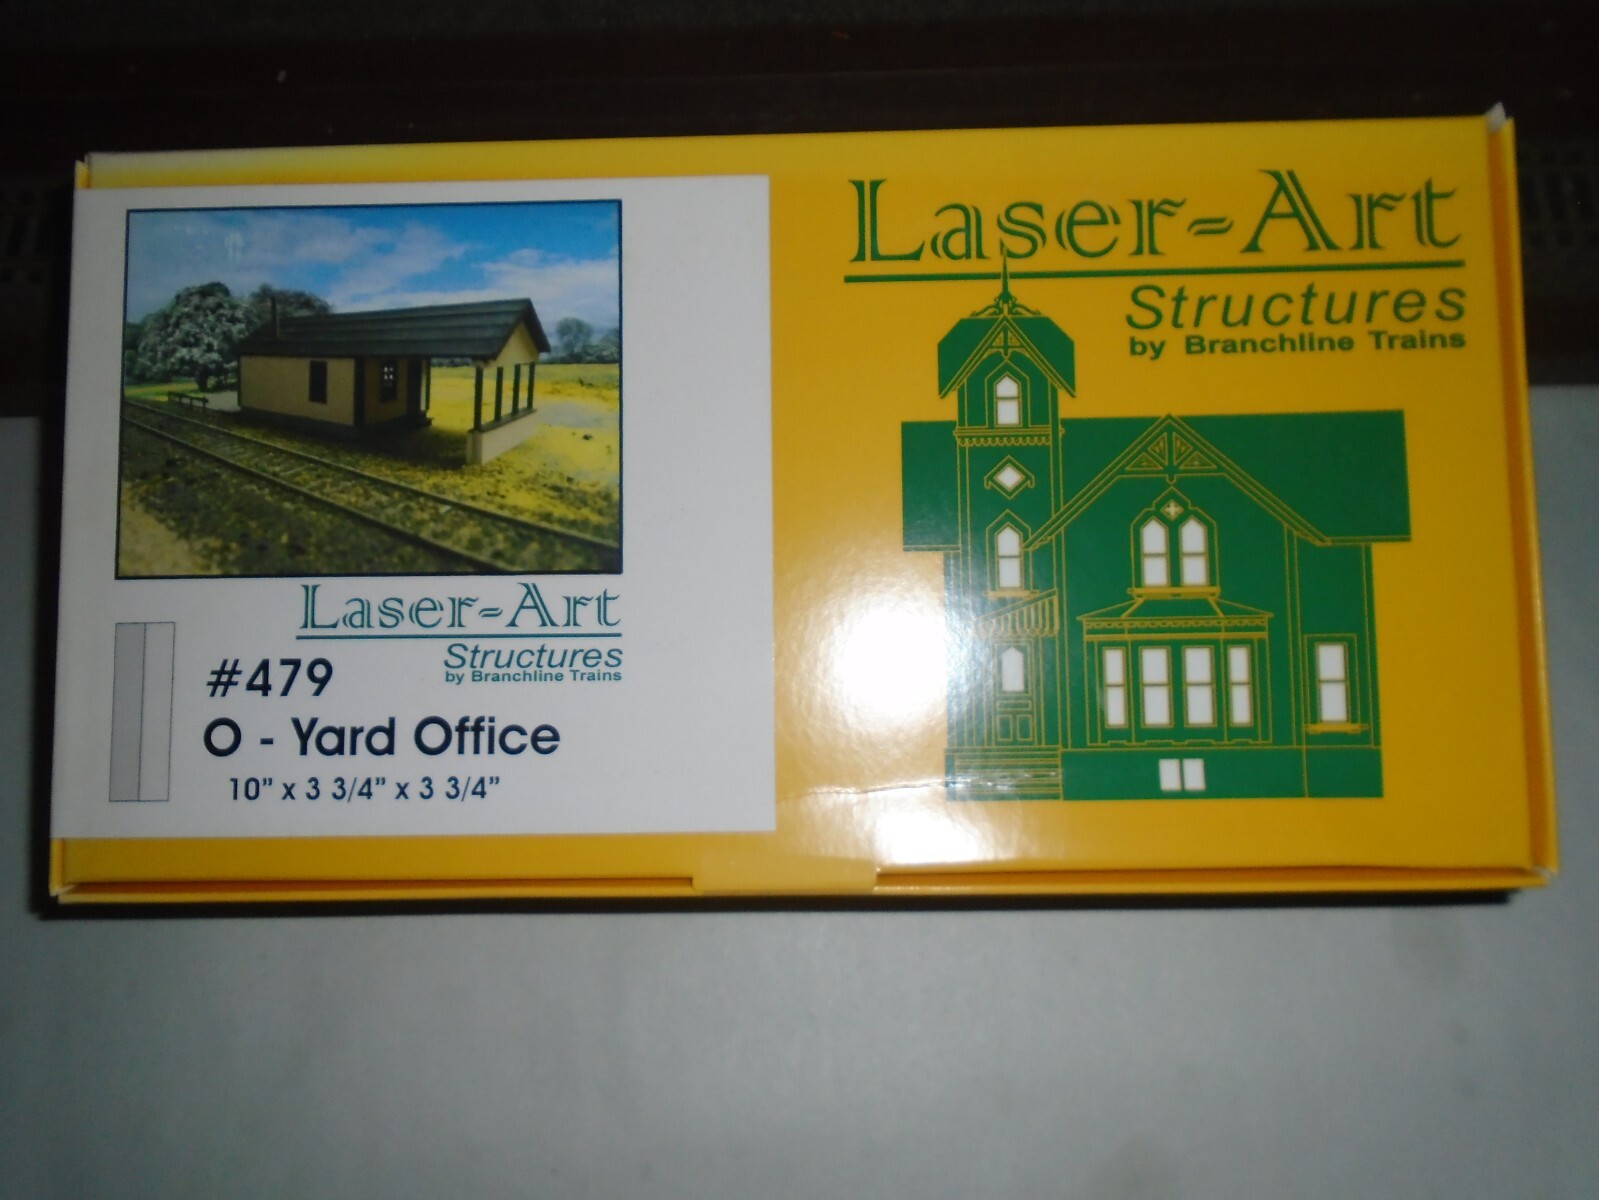 Laser-Art
Structures
by Branchline Trains
#479
O - Yard Office
10" x 3 3/4" x 3 3/4"
Laser-Art
Structures
by Branchline Trains